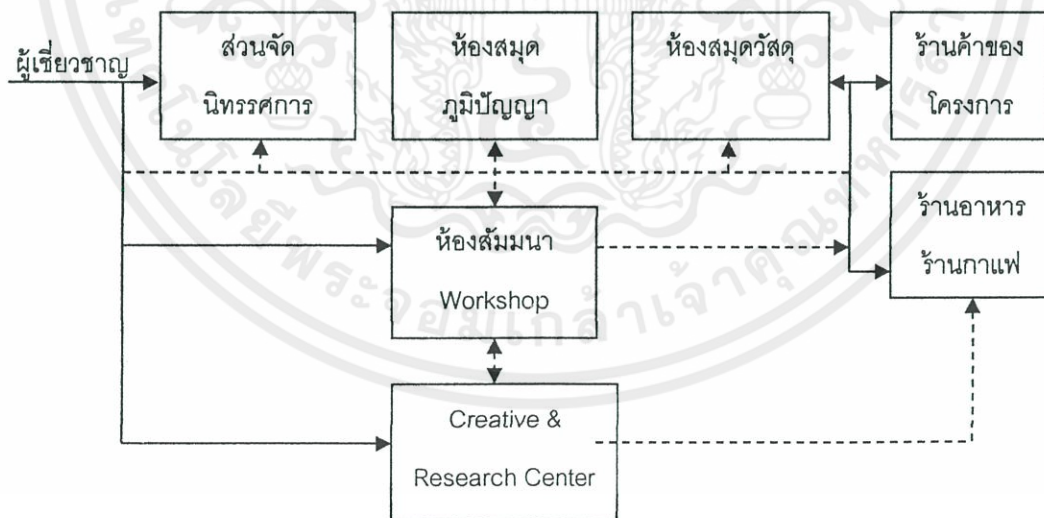 ผู้เชี่ยวชาญ
ส่วนจัด
นิทรรศการ
ห้องสมุด
ภูมิปัญญา
ห้องสมุดวัสดุ
ร้านค้าของ
โครงการ
ร้านอาหาร
ร้านกาแฟ
ห้องสัมมนา
Workshop
Creative &
Research Center